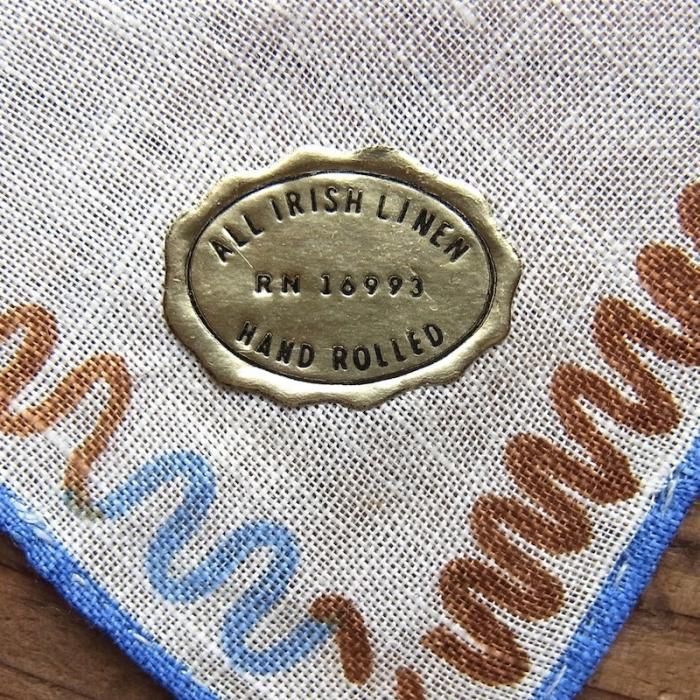 ALL IRISH LINEN
RN 16993
HAND ROLLED